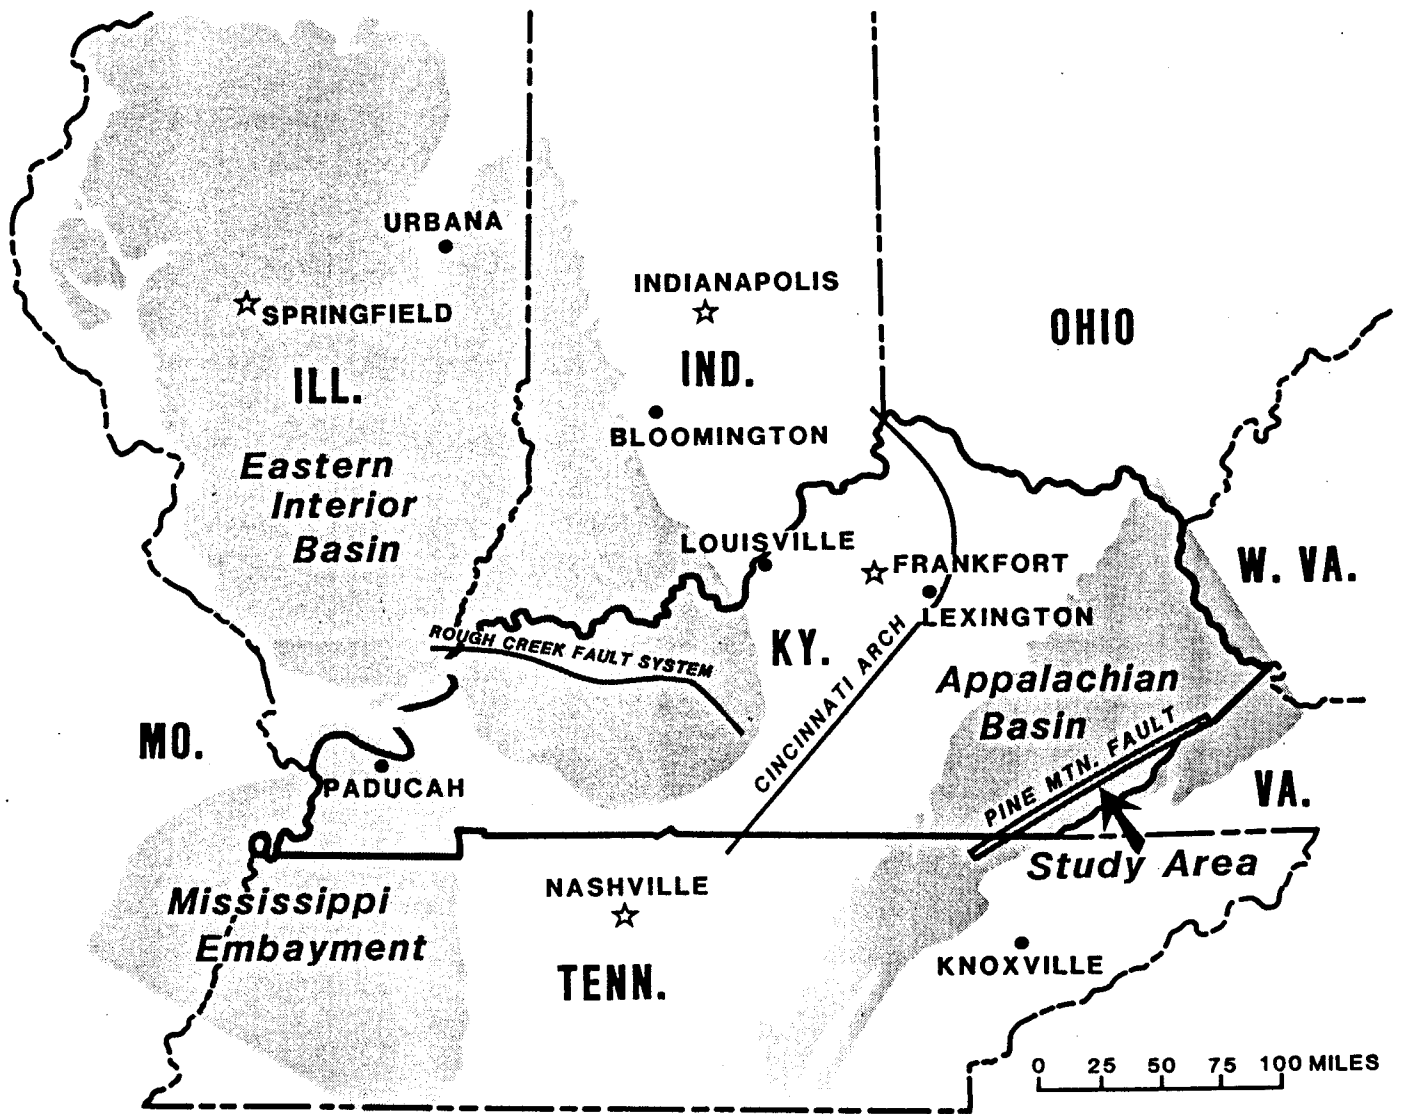 URBANA
INDIANAPOLIS
SPRINGFIELD
OHIO
IND.
ILL.
BLOOMINGTON
Eastern
Interior
Basin
LOUISVILLE
FRANKFORT
W. VA.
LEXINGTON
ROUGH CREEK FAULT SYSTEM
KY.
CINCINNATI ARCH
Appalachian
Basin
MO.
PINE MTN. FAULT
PADUCAH
VA.
Study Area
NASHVILLE
Mississippi
Embayment
KNOXVILLE
TENN.
0 25 50 75 100 MILES